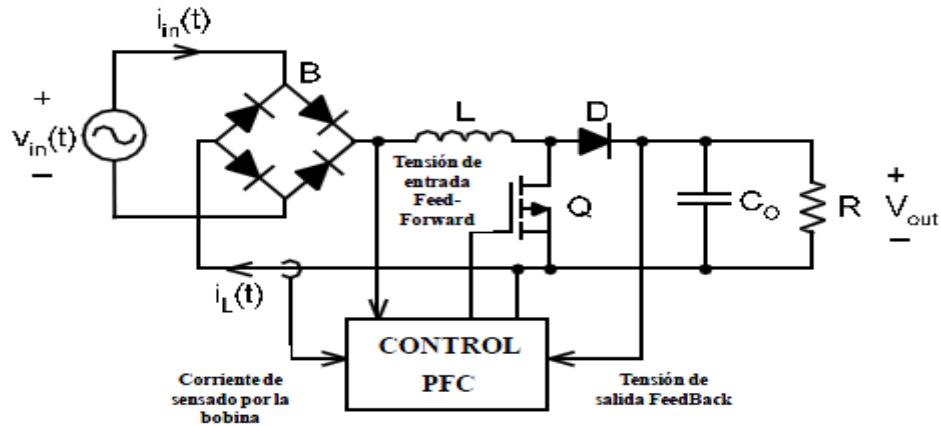 i_in(t)
B
+
v_in(t)
−
L
D
Tensión de
entrada
Feed-
Forward
Q
C_O
R
+
V_out
−
i_L(t)
CONTROL
PFC
Corriente de
sensado por la
bobina
Tensión de
salida FeedBack